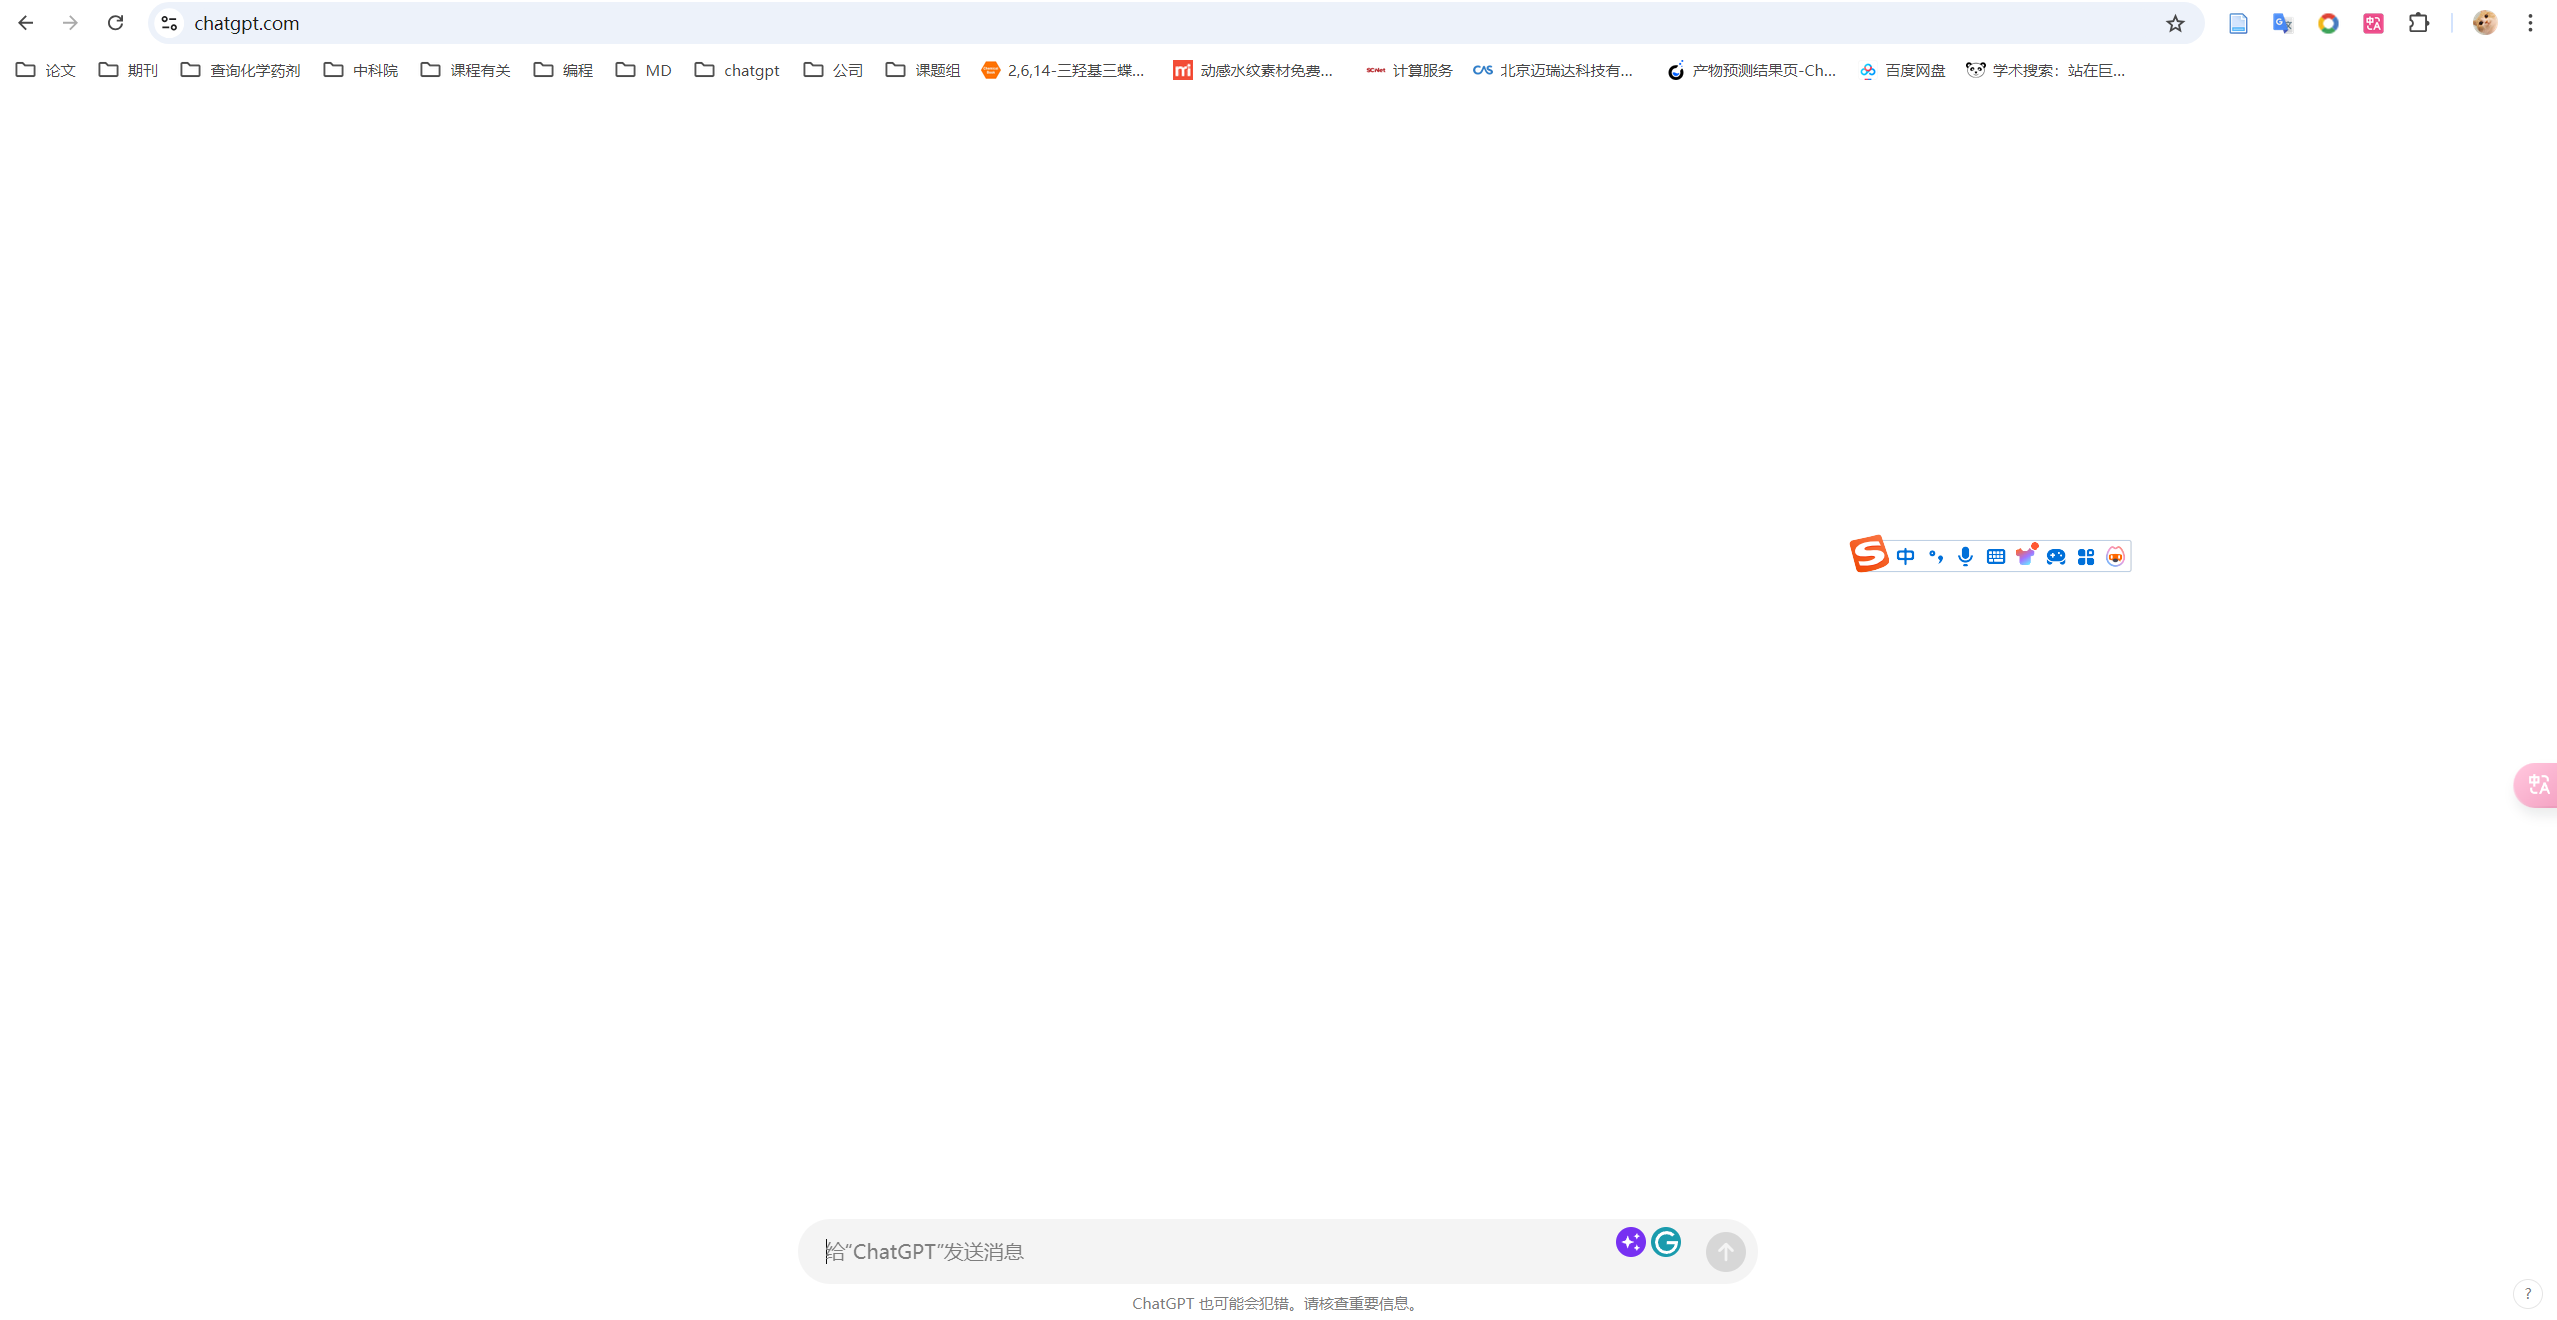 chatgpt.com
论文 期刊 查询化学药剂 中科院 课程有关 编程 MD chatgpt 公司 课题组 2,6,14-三羟基三蝶... 动感水纹素材免费... 计算服务 北京迈瑞达科技有... 产物预测结果页-Ch... 百度网盘 学术搜索：站在巨...
中
给"ChatGPT"发送消息
ChatGPT 也可能会犯错。请核查重要信息。
?